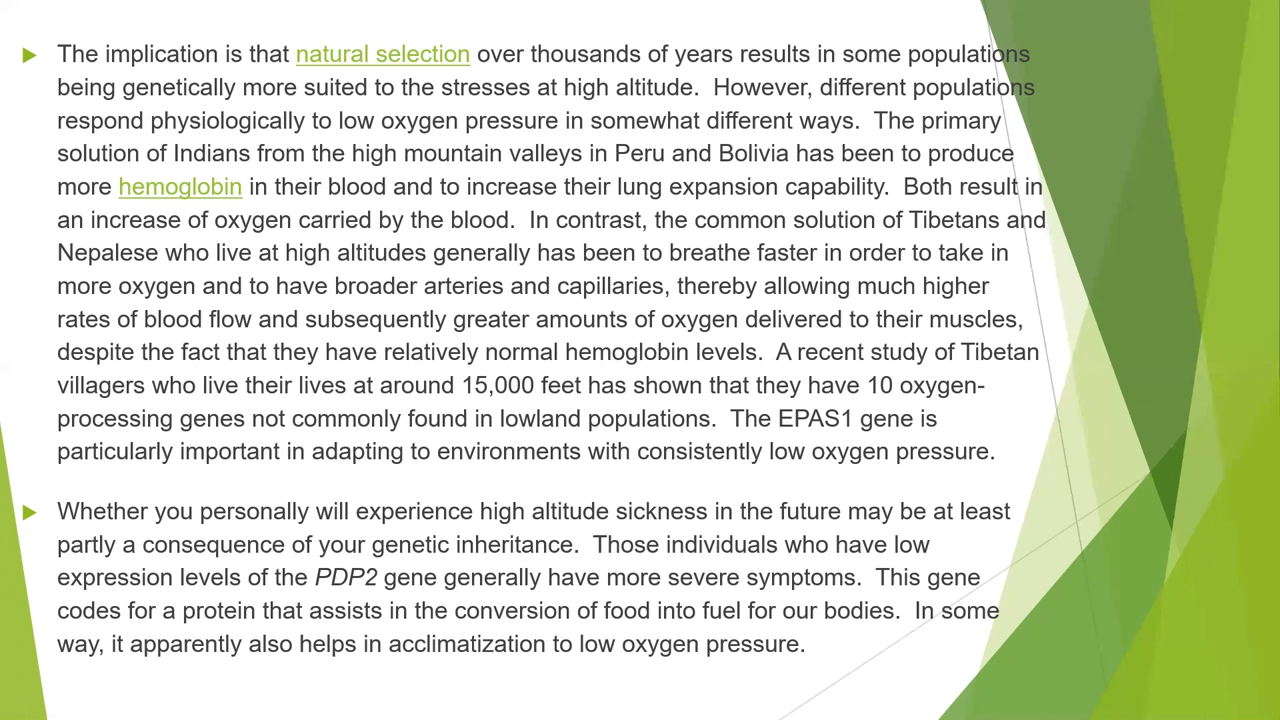 The implication is that natural selection over thousands of years results in some populations
being genetically more suited to the stresses at high altitude.  However, different populations
respond physiologically to low oxygen pressure in somewhat different ways.  The primary
solution of Indians from the high mountain valleys in Peru and Bolivia has been to produce
more hemoglobin in their blood and to increase their lung expansion capability.  Both result in
an increase of oxygen carried by the blood.  In contrast, the common solution of Tibetans and
Nepalese who live at high altitudes generally has been to breathe faster in order to take in
more oxygen and to have broader arteries and capillaries, thereby allowing much higher
rates of blood flow and subsequently greater amounts of oxygen delivered to their muscles,
despite the fact that they have relatively normal hemoglobin levels.  A recent study of Tibetan
villagers who live their lives at around 15,000 feet has shown that they have 10 oxygen-
processing genes not commonly found in lowland populations.  The EPAS1 gene is
particularly important in adapting to environments with consistently low oxygen pressure.
Whether you personally will experience high altitude sickness in the future may be at least
partly a consequence of your genetic inheritance.  Those individuals who have low
expression levels of the PDP2 gene generally have more severe symptoms.  This gene
codes for a protein that assists in the conversion of food into fuel for our bodies.  In some
way, it apparently also helps in acclimatization to low oxygen pressure.